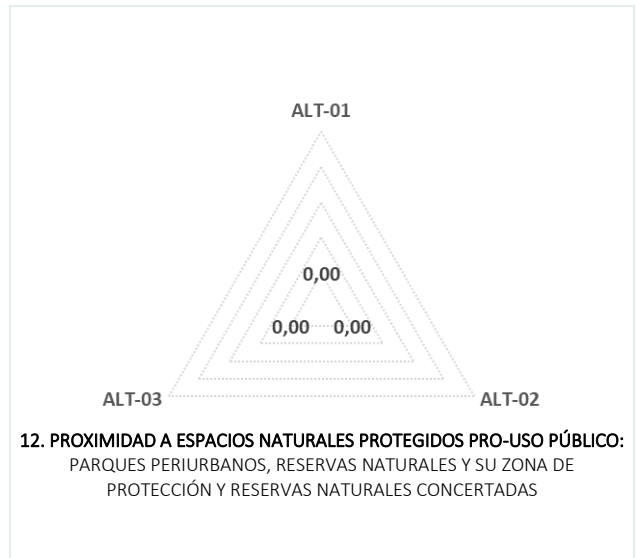 ALT-01
0,00
0,00 0,00
ALT-03 ALT-02
12. PROXIMIDAD A ESPACIOS NATURALES PROTEGIDOS PRO-USO PÚBLICO:
PARQUES PERIURBANOS, RESERVAS NATURALES Y SU ZONA DE
PROTECCIÓN Y RESERVAS NATURALES CONCERTADAS